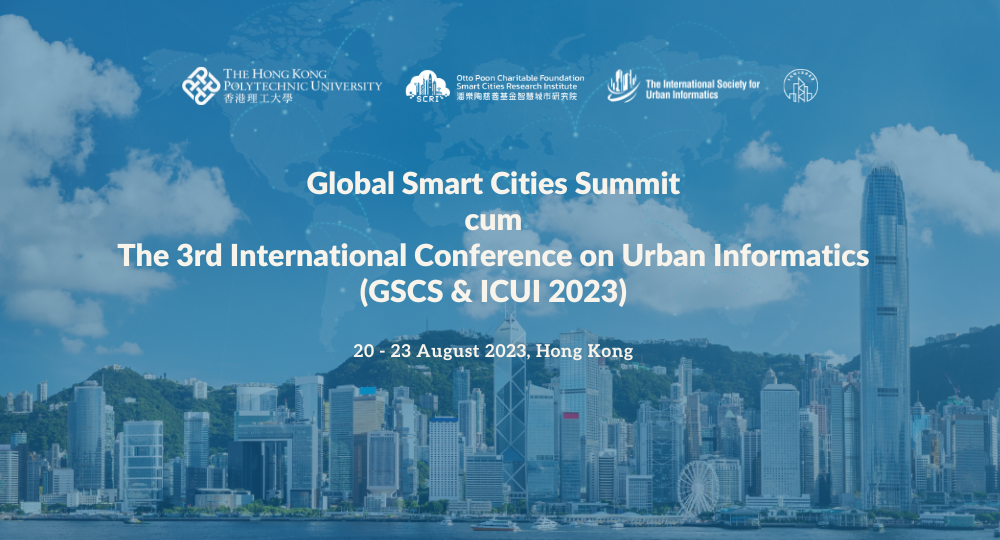 THE HONG KONG
POLYTECHNIC UNIVERSITY
香港理工大學
SCRI
Otto Poon Charitable Foundation
Smart Cities Research Institute
潘樂陶慈善基金智慧城市研究院
The International Society for
Urban Informatics
Global Smart Cities Summit
cum
The 3rd International Conference on Urban Informatics
(GSCS & ICUI 2023)
20 - 23 August 2023, Hong Kong